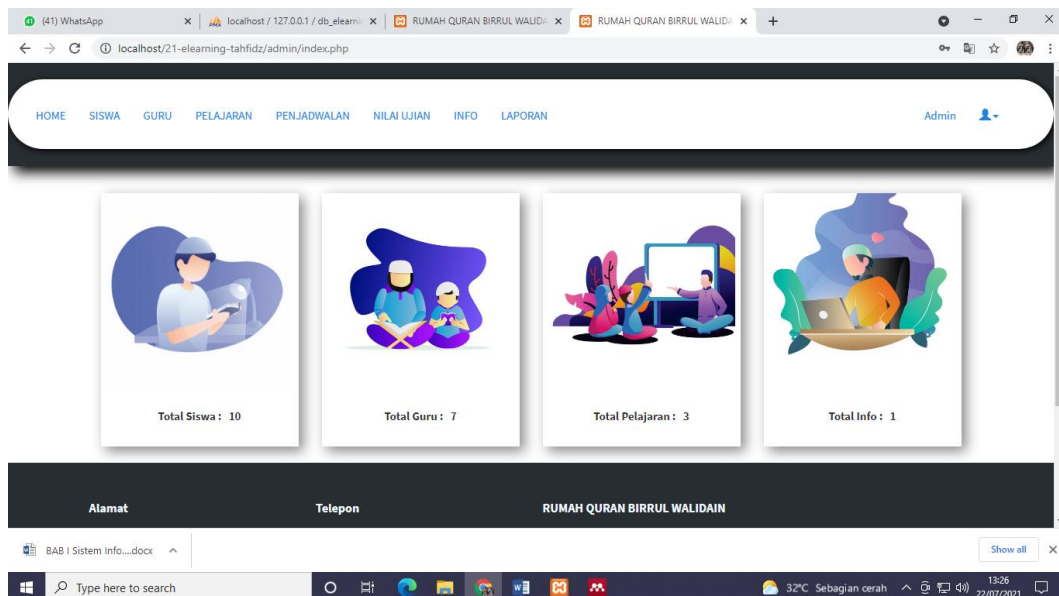 (41) WhatsApp
localhost / 127.0.0.1 / db_elearni
RUMAH QURAN BIRRUL WALIDA
RUMAH QURAN BIRRUL WALIDA
localhost/21-elearning-tahfidz/admin/index.php
HOME SISWA GURU PELAJARAN PENJADWALAN NILAI UJIAN INFO LAPORAN Admin
Total Siswa : 10
Total Guru : 7
Total Pelajaran : 3
Total Info : 1
Alamat Telepon RUMAH QURAN BIRRUL WALIDAIN
BAB I Sistem Info....docx Show all
Type here to search 32°C Sebagian cerah 13:26
22/07/2021